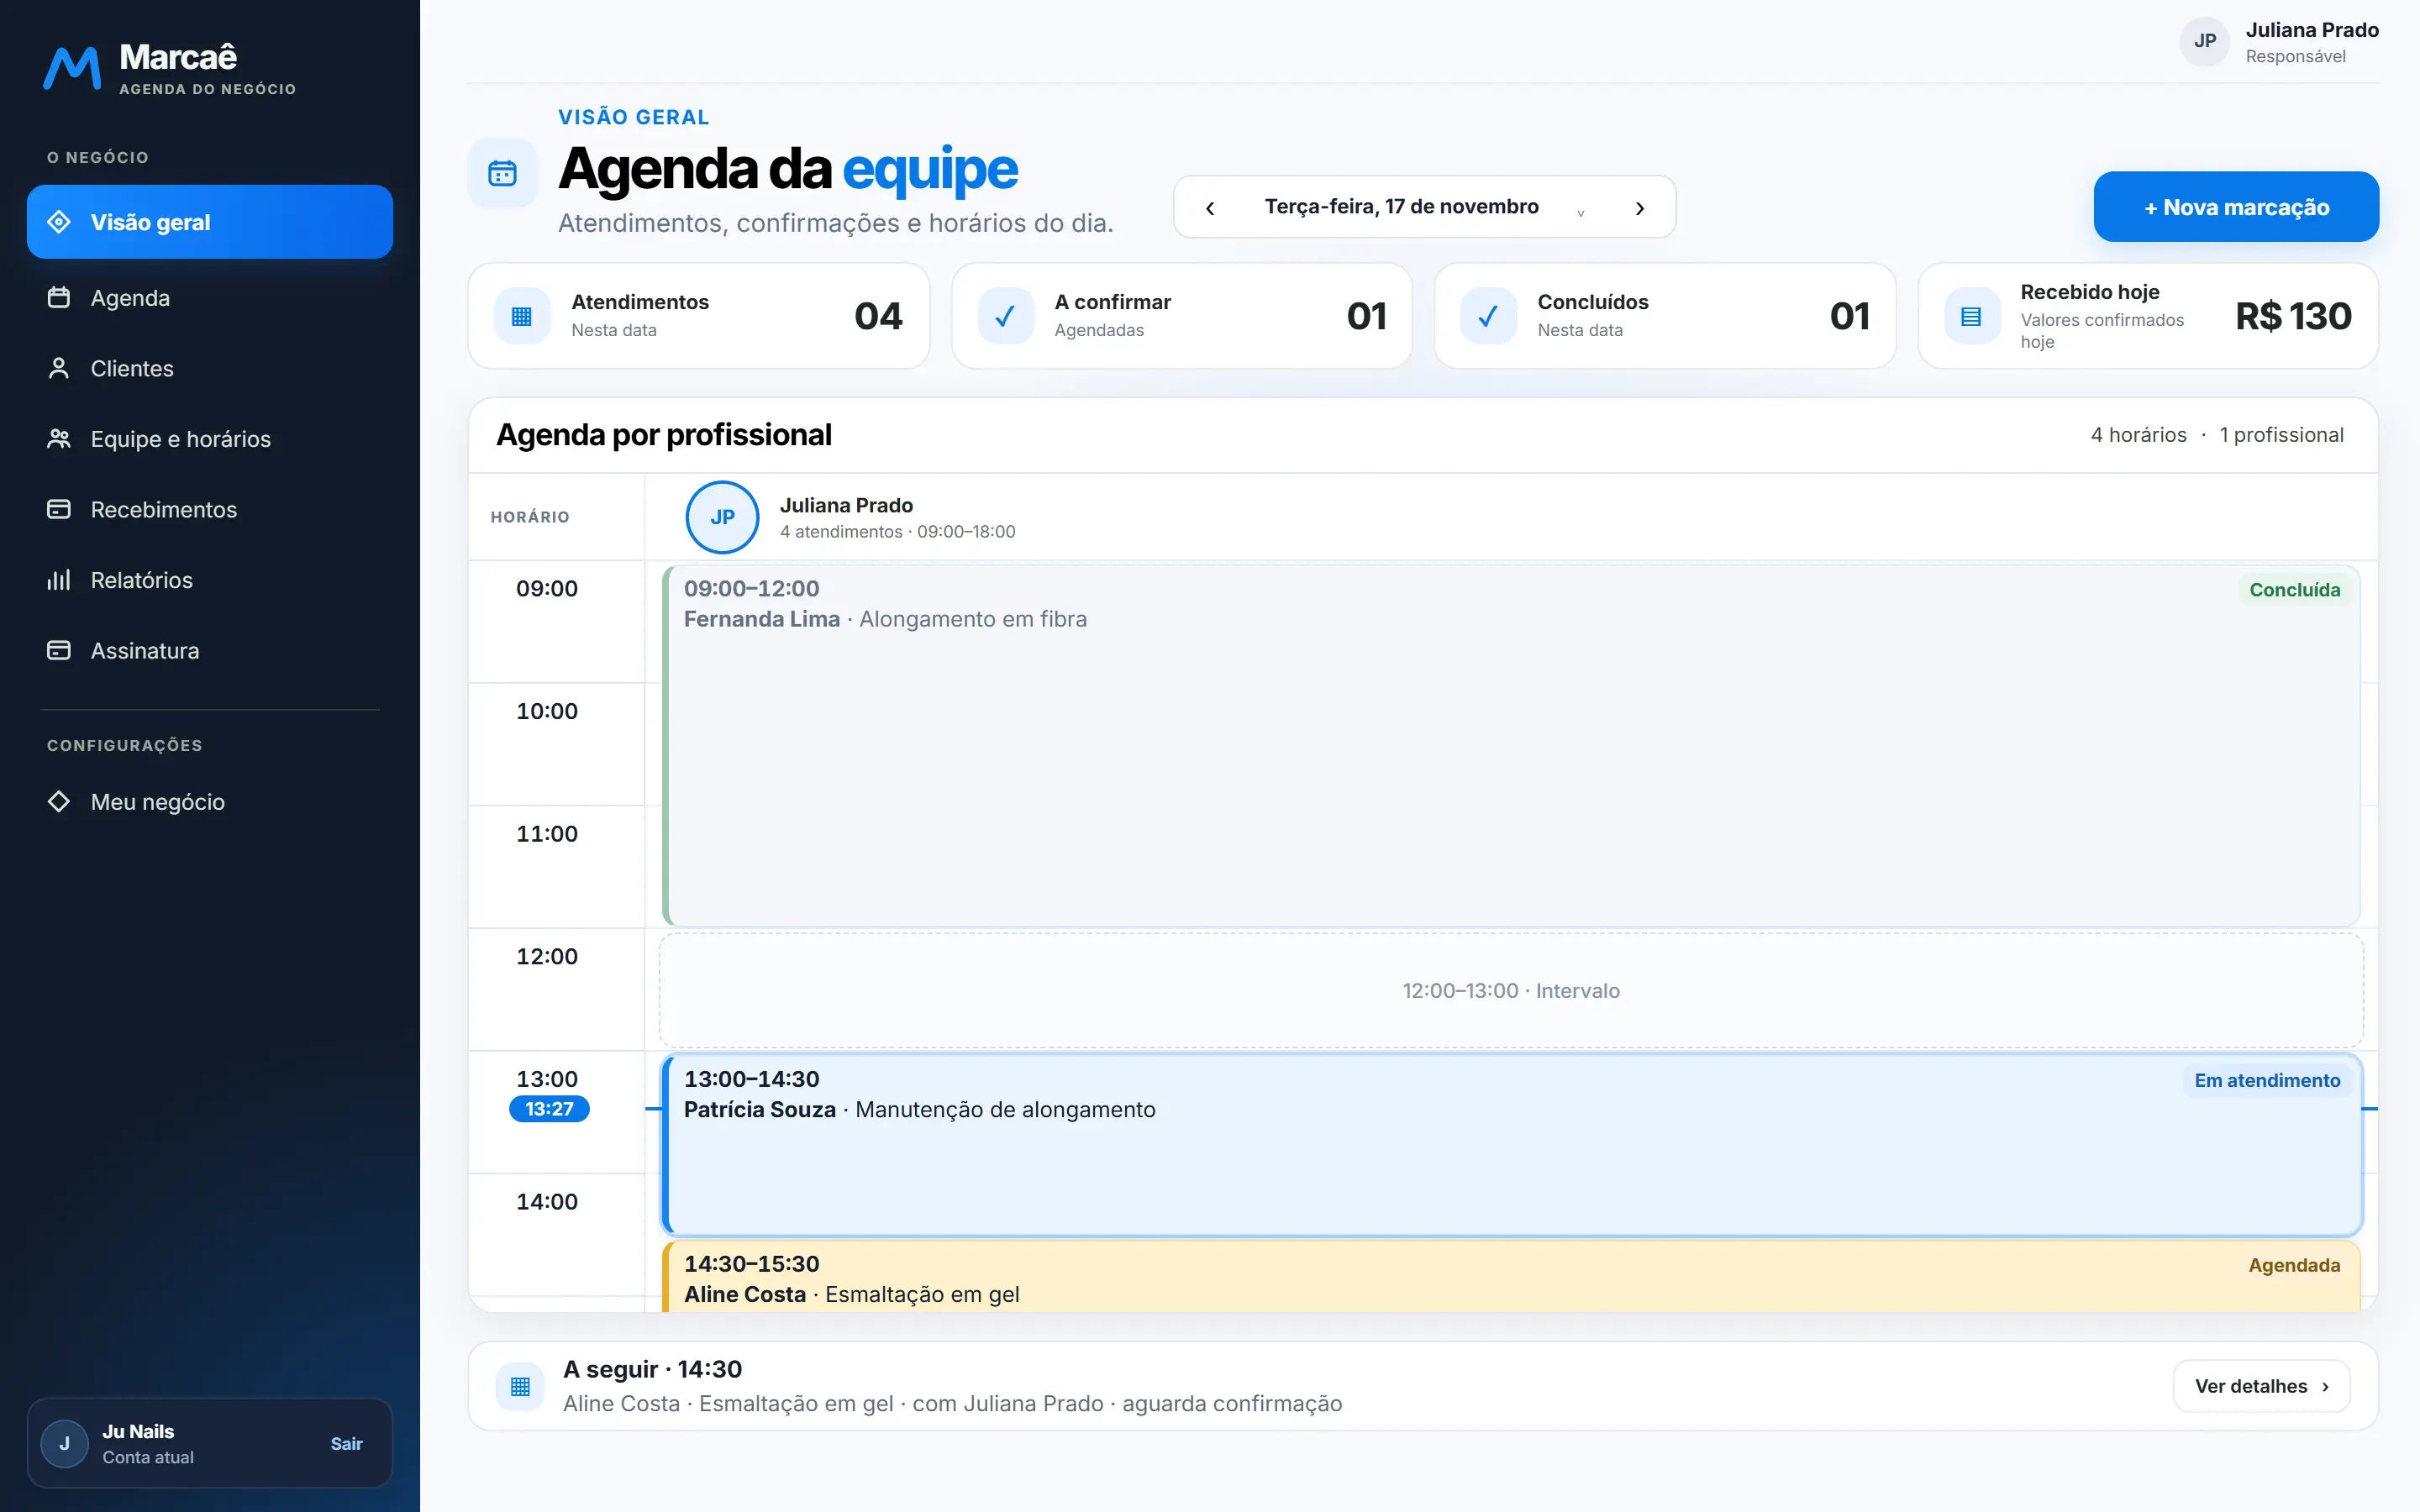 Marcaê
AGENDA DO NEGÓCIO
O NEGÓCIO
Visão geral
Agenda
Clientes
Equipe e horários
Recebimentos
Relatórios
Assinatura
CONFIGURAÇÕES
Meu negócio
J
Ju Nails
Conta atual
Sair
JP
Juliana Prado
Responsável
VISÃO GERAL
Agenda da equipe
Atendimentos, confirmações e horários do dia.
‹ Terça-feira, 17 de novembro v ›
+ Nova marcação
Atendimentos
Nesta data
04
A confirmar
Agendadas
01
Concluídos
Nesta data
01
Recebido hoje
Valores confirmados
hoje
R$ 130
Agenda por profissional
4 horários · 1 profissional
HORÁRIO
JP
Juliana Prado
4 atendimentos · 09:00–18:00
09:00
09:00–12:00
Concluída
Fernanda Lima · Alongamento em fibra
10:00
11:00
12:00
12:00–13:00 · Intervalo
13:00
13:27
13:00–14:30
Em atendimento
Patrícia Souza · Manutenção de alongamento
14:00
14:30–15:30
Agendada
Aline Costa · Esmaltação em gel
A seguir · 14:30
Aline Costa · Esmaltação em gel · com Juliana Prado · aguarda confirmação
Ver detalhes ›